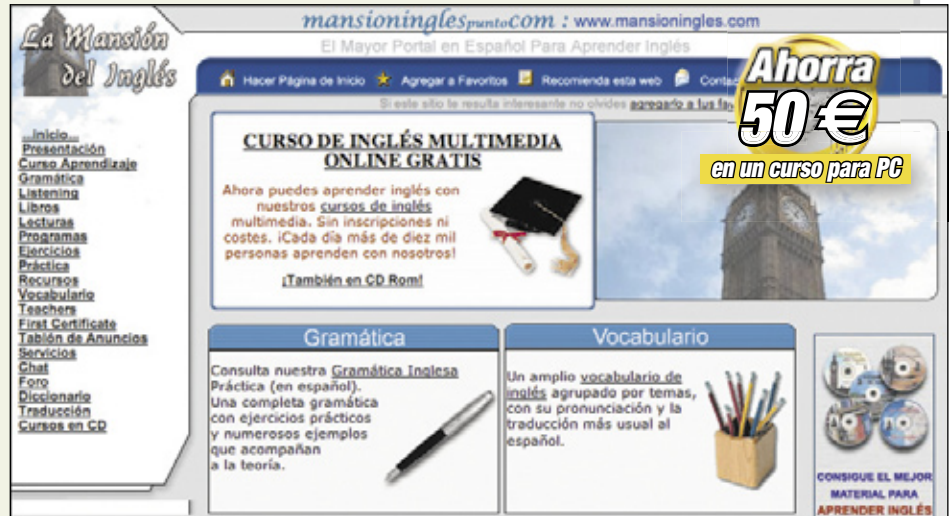 La Mansión
del Inglés
mansioninglespuntocom : www.mansioningles.com
El Mayor Portal en Español Para Aprender Inglés
Hacer Página de Inicio Agregar a Favoritos Recomienda esta web
Si este sitio te resulta interesante no olvides agregarlo a tus
Ahorra
50 €
en un curso para PC
...Inicio...
Presentación
Curso Aprendizaje
Gramática
Listening
Libros
Lecturas
Programas
Ejercicios
Práctica
Recursos
Vocabulario
Teachers
First Certificate
Tablón de Anuncios
Servicios
Chat
Foro
Diccionario
Traducción
Cursos en CD
CURSO DE INGLÉS MULTIMEDIA
ONLINE GRATIS
Ahora puedes aprender inglés con
nuestros cursos de inglés
multimedia. Sin inscripciones ni
costes. ¡Cada día más de diez mil
personas aprenden con nosotros!
¡También en CD Rom!
Gramática
Consulta nuestra Gramática Inglesa
Práctica (en español).
Una completa gramática
con ejercicios prácticos
y numerosos ejemplos
que acompañan
a la teoría.
Vocabulario
Un amplio vocabulario de
inglés agrupado por temas,
con su pronunciación y la
traducción más usual al
español.
CONSIGUE EL MEJOR
MATERIAL PARA
APRENDER INGLÉS